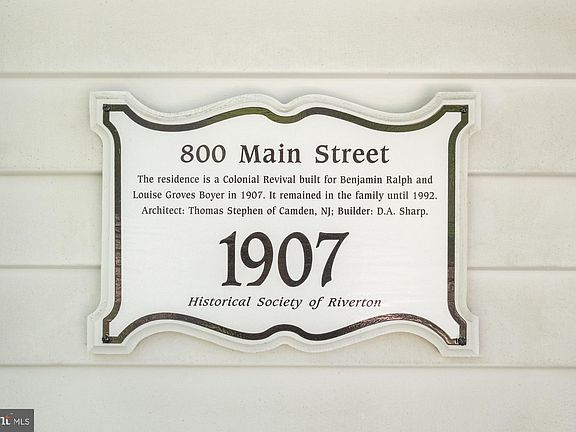 800 Main Street
The residence is a Colonial Revival built for Benjamin Ralph and
Louise Groves Boyer in 1907. It remained in the family until 1992.
Architect: Thomas Stephen of Camden, NJ; Builder: D.A. Sharp.
1907
Historical Society of Riverton
MLS